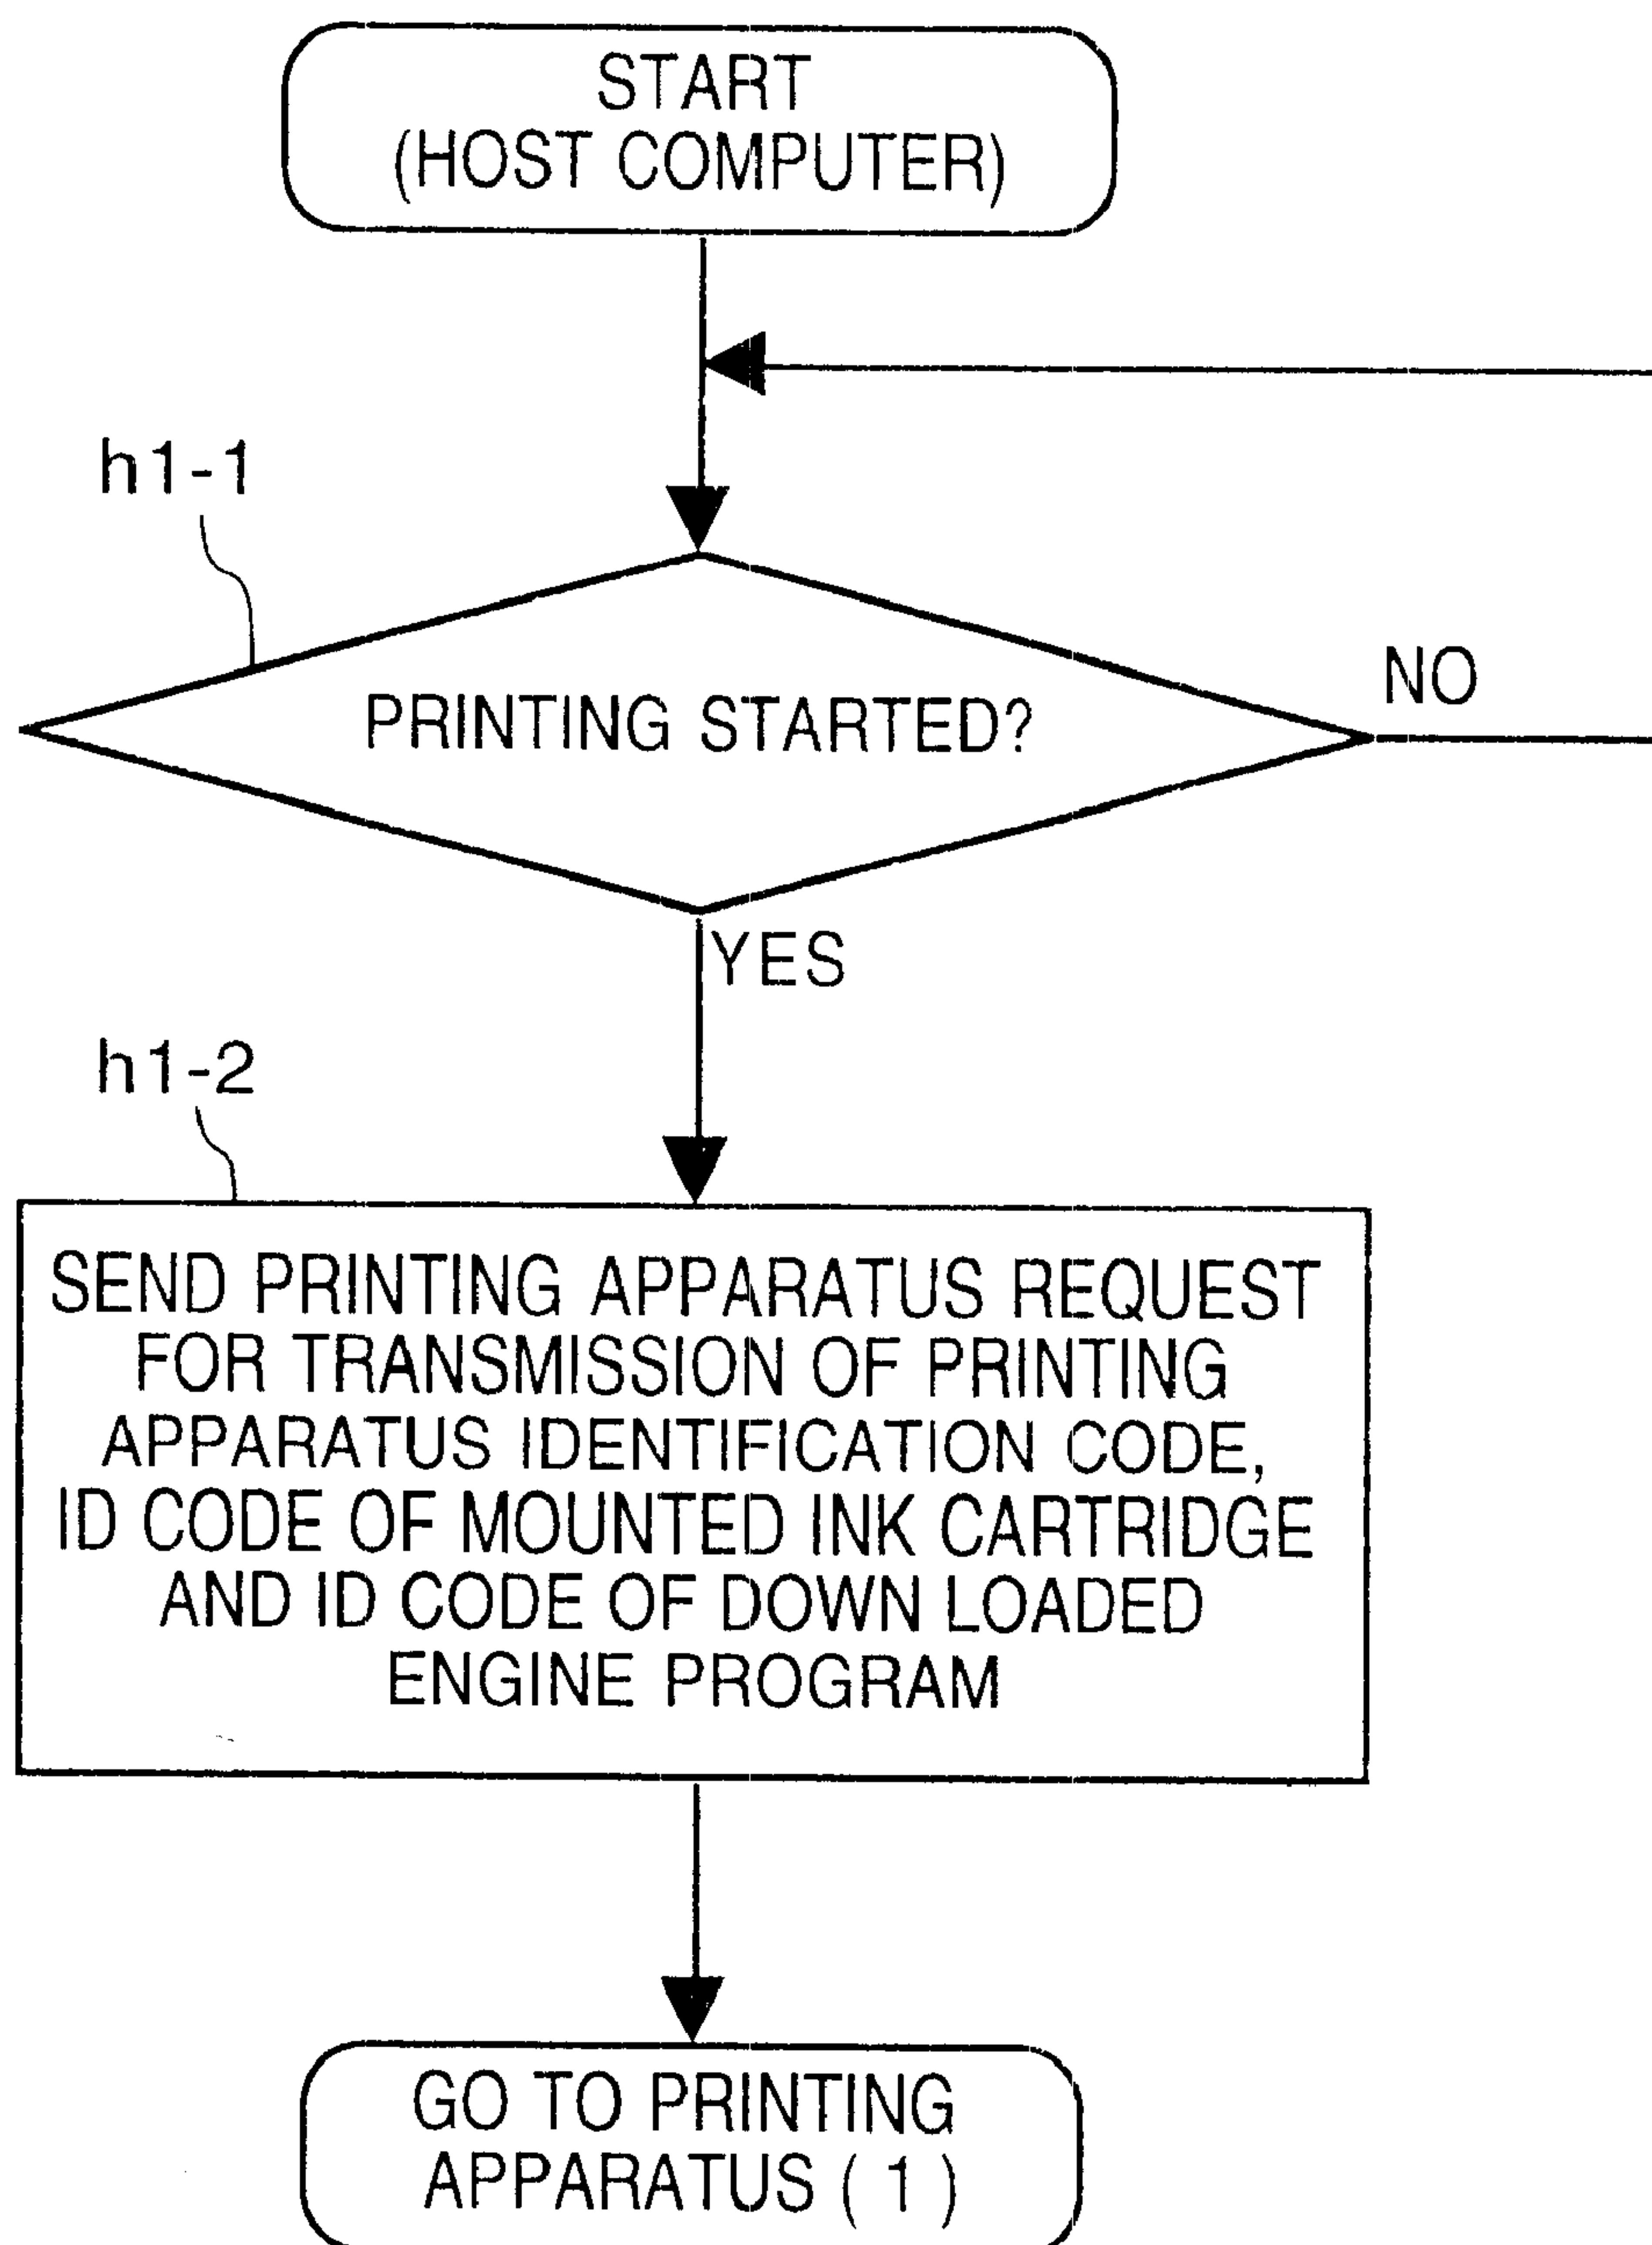 START
(HOST COMPUTER)
h1-1
PRINTING STARTED?
NO
YES
h1-2
SEND PRINTING APPARATUS REQUEST
FOR TRANSMISSION OF PRINTING
APPARATUS IDENTIFICATION CODE,
ID CODE OF MOUNTED INK CARTRIDGE
AND ID CODE OF DOWN LOADED
ENGINE PROGRAM
GO TO PRINTING
APPARATUS ( 1 )